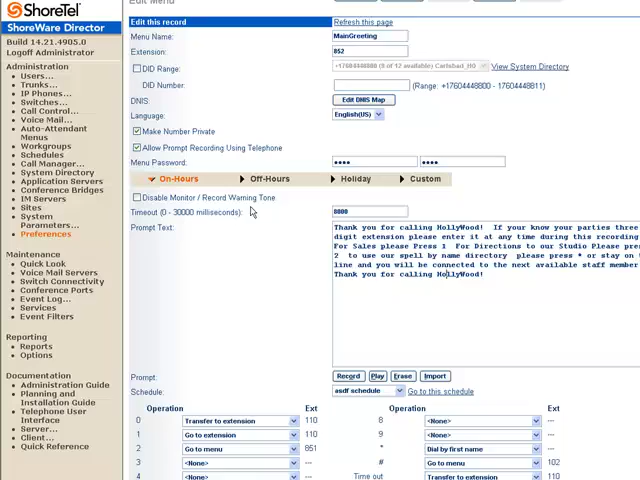 Edit Menu
ShoreTel
ShoreWare Director
Build 14.21.4905.0
Logoff Administrator
Administration
Users...
Trunks...
IP Phones...
Switches...
Call Control...
Voice Mail...
Auto-Attendant
Menus
Workgroups
Schedules
Call Manager...
System Directory
Application Servers
Conference Bridges
IM Servers
Sites
System
Parameters...
Preferences
Maintenance
Quick Look
Voice Mail Servers
Switch Connectivity
Conference Ports
Event Log...
Services
Event Filters
Reporting
Reports
Options
Documentation
Administration Guide
Planning and
Installation Guide
Telephone User
Interface
Server...
Client...
Quick Reference
Edit this record Refresh this page
Menu Name: MainGreeting
Extension: 852
DID Range: +17604448800 (8 of 12 available) Carlsbad_HQ View System Directory
DID Number: (Range: +17604448800 - 17604448811)
DNIS: Edit DNIS Map
Language: English(US)
Make Number Private
Allow Prompt Recording Using Telephone
Menu Password: •••• ••••
On-Hours Off-Hours Holiday Custom
Disable Monitor / Record Warning Tone
Timeout (0 - 30000 milliseconds): 8000
Prompt Text: Thank you for calling HollyWood! If your know your parties three
digit extension please enter it at any time during this recording
For Sales please Press 1 For Directions to our Studio Please pres
2 to use our spell by name directory please press * or stay on t
line and you will be connected to the next available staff member
Thank you for calling HollyWood!
Prompt: Record Play Erase Import
Schedule: asdf schedule Go to this schedule
Operation Ext Operation Ext
0 Transfer to extension 110 8 <None> ---
1 Go to extension 110 9 <None> ---
2 Go to menu 851 * Dial by first name ---
3 <None> --- # Go to menu 102
4 <None> --- Time out Transfer to extension 110